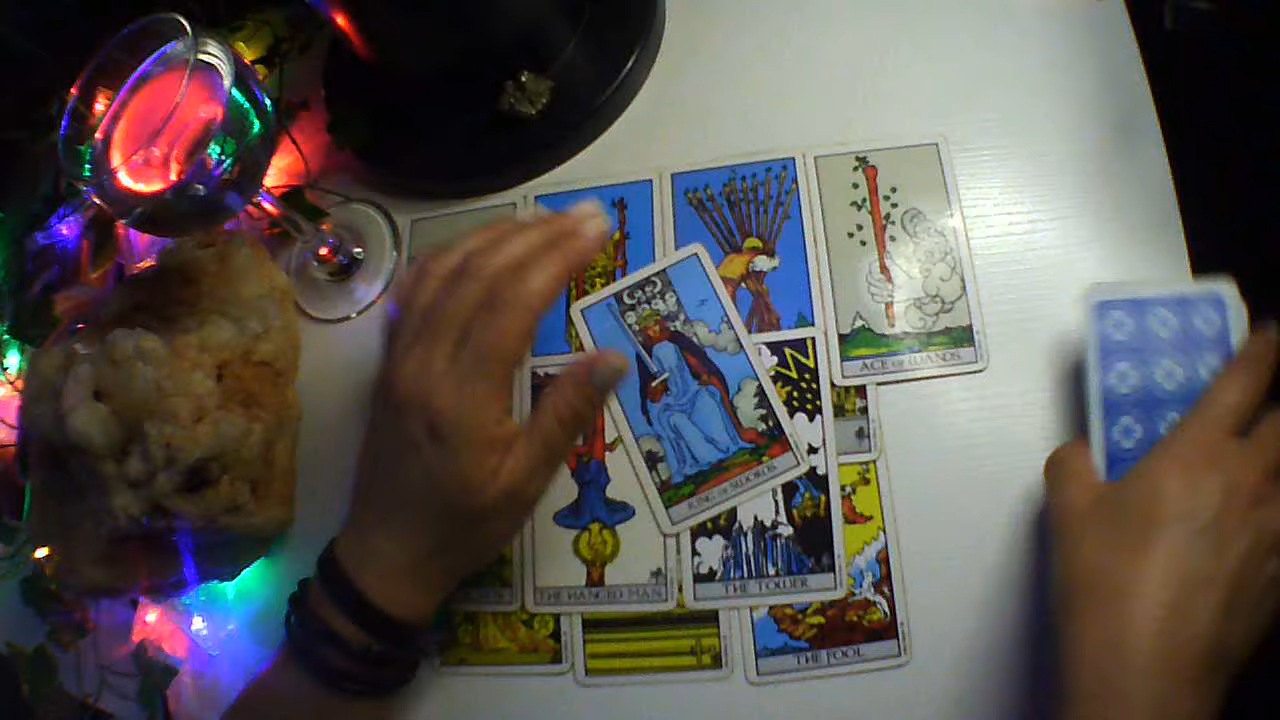 ACE OF WANDS
KING OF SWORDS
THE HANGED MAN
THE TOWER
THE FOOL